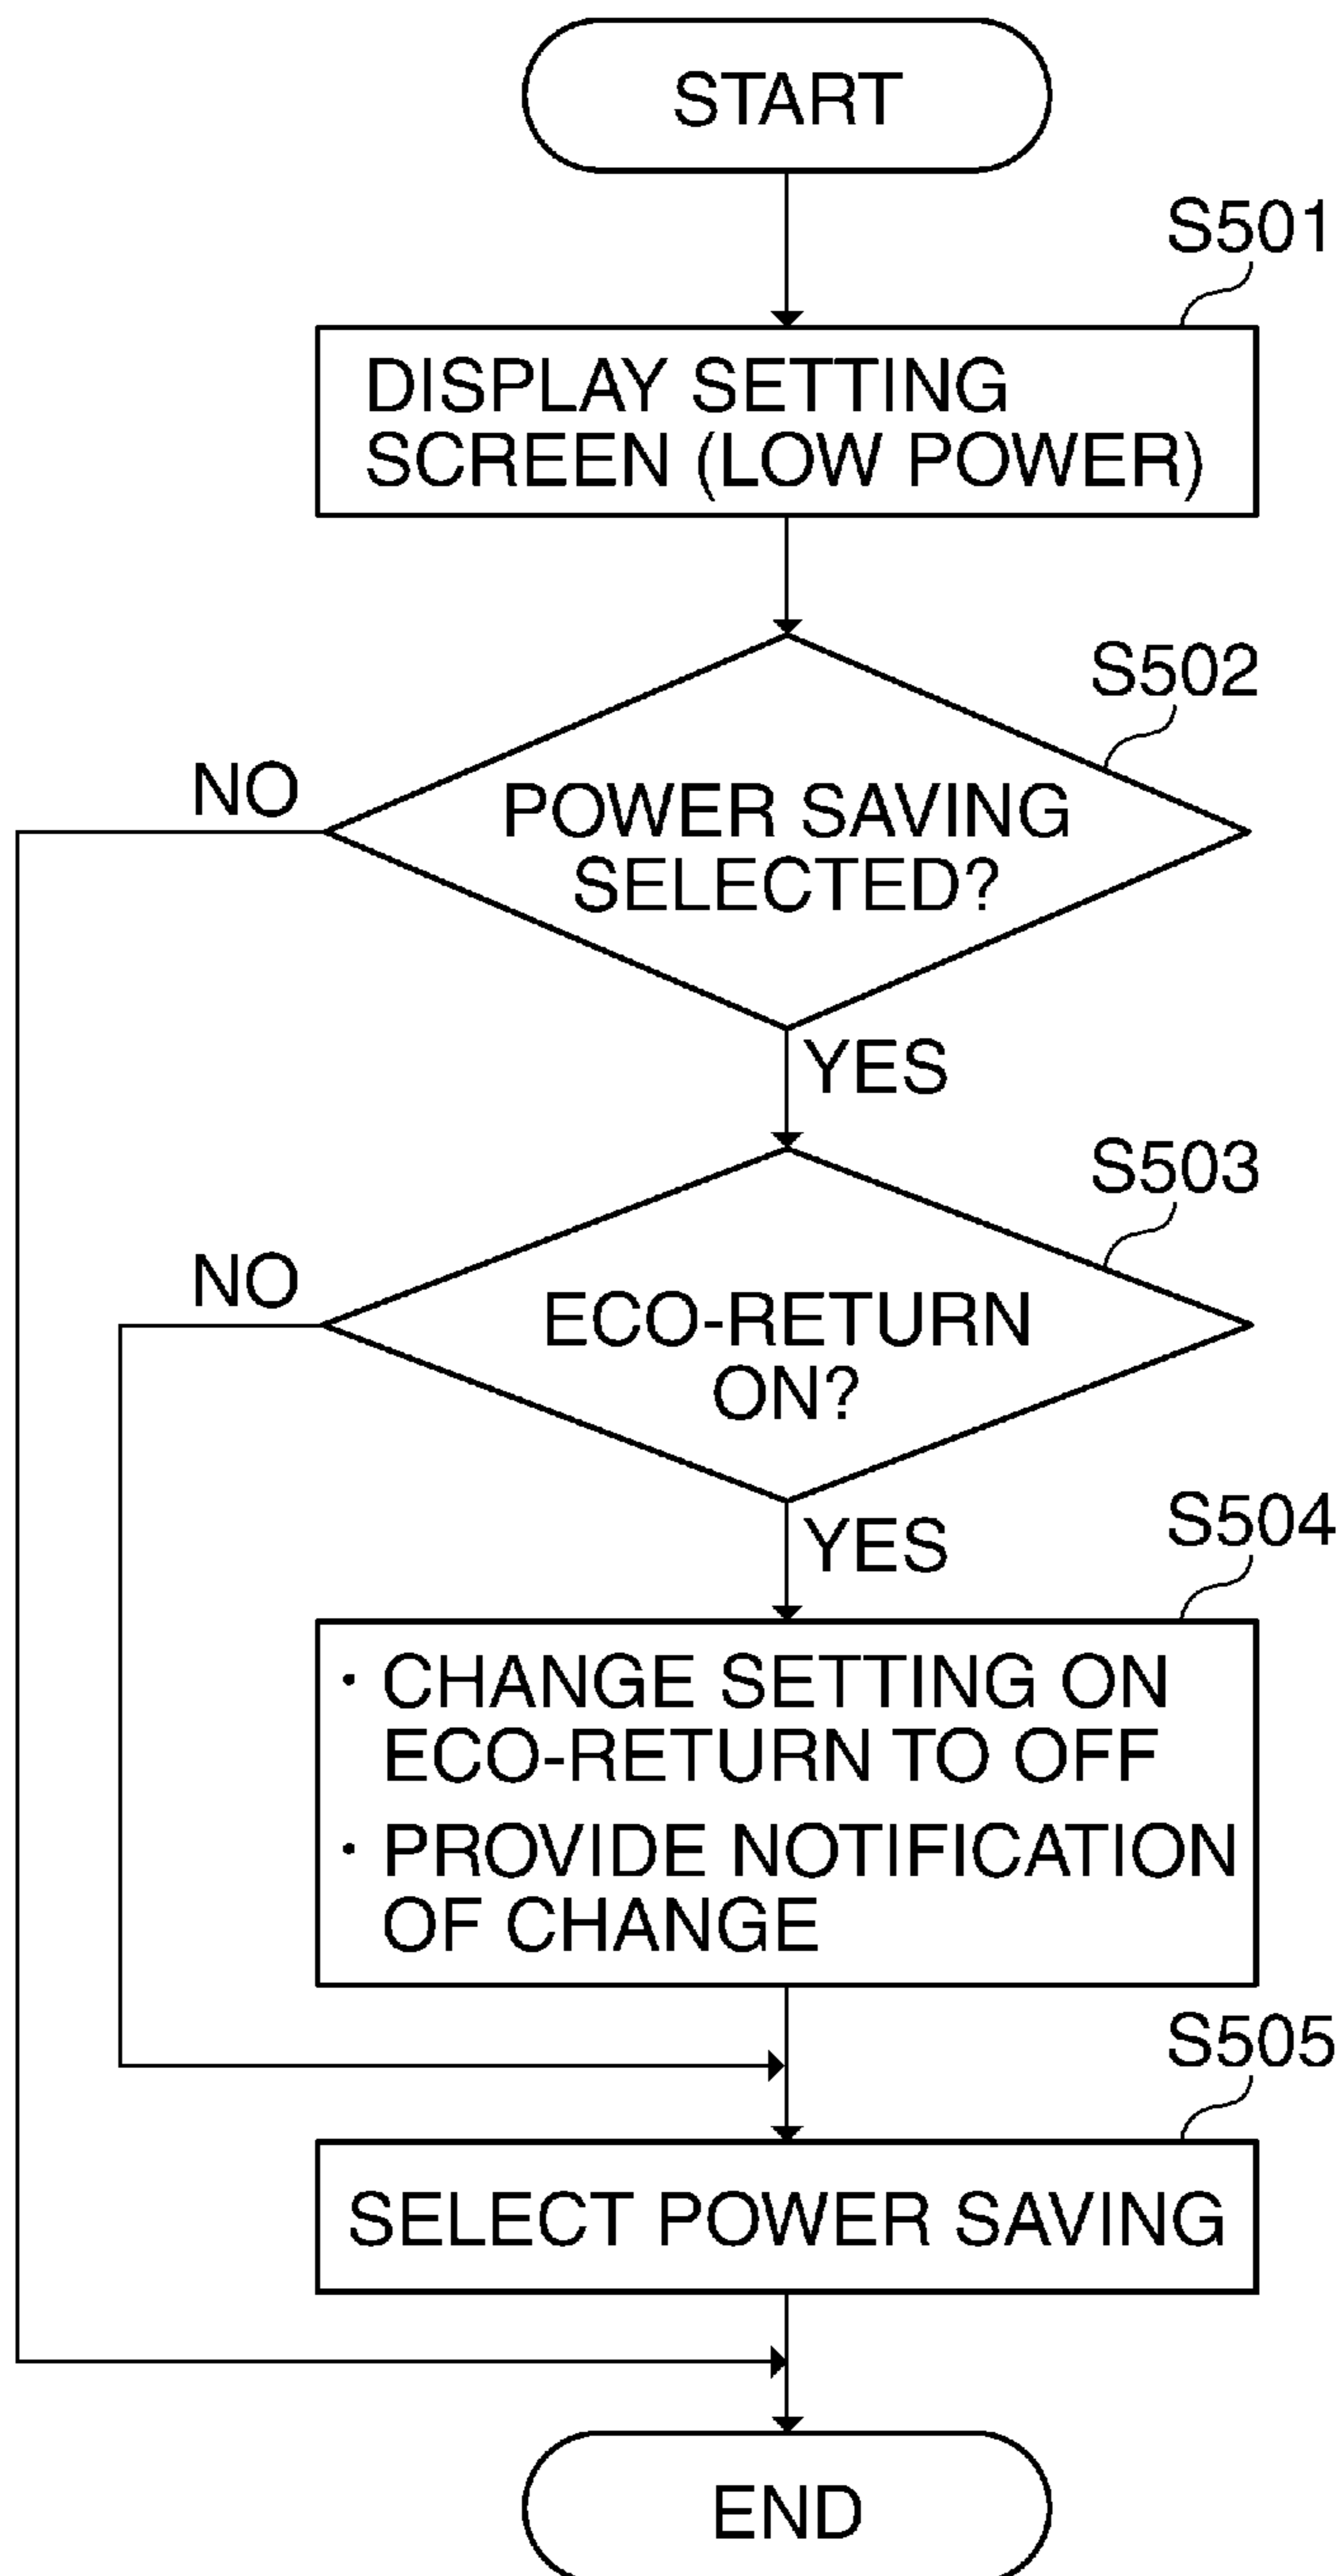 START
S501
DISPLAY SETTING
SCREEN (LOW POWER)
S502
NO
POWER SAVING
SELECTED?
YES
S503
NO
ECO-RETURN
ON?
YES
S504
· CHANGE SETTING ON
ECO-RETURN TO OFF
· PROVIDE NOTIFICATION
OF CHANGE
S505
SELECT POWER SAVING
END